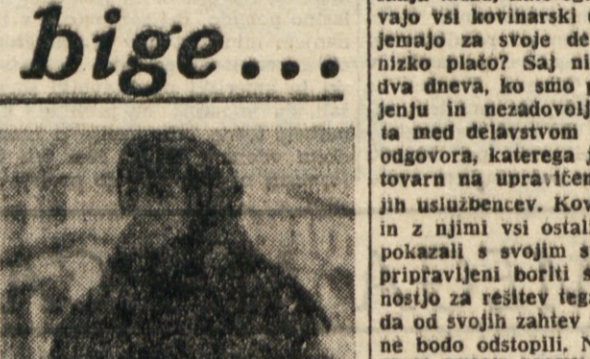 bige...
vajo vsi kovinarski
jemajo za svoje de
nizko plačo? Saj ni
dva dneva, ko smo
jenju in nezadovolj
ta med delavstvom
odgovora, katerega
tovarn na upravičen
jih uslužbencev. Kov
in z njimi vsi ostali
pokazali s svojim s
pripravljeni boriti
nostjo za rešitev tega
da od svojih zahtev
ne bodo odstopili. N